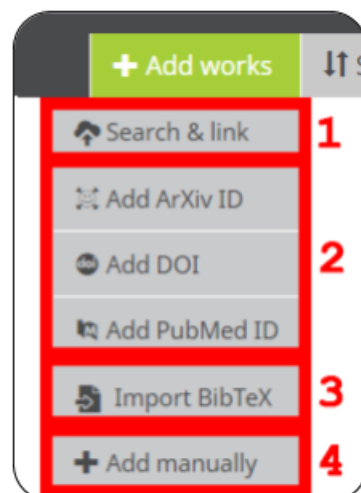 + Add works
S
Search & link 1
Add ArXiv ID
doi Add DOI 2
Add PubMed ID
Import BibTeX 3
+ Add manually 4